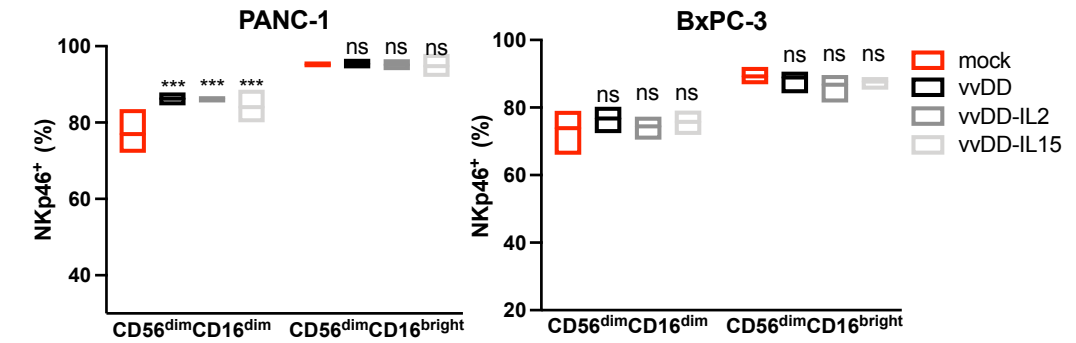 PANC-1
NKp46⁺ (%)
100
80
60
40
*** *** ***
ns ns ns
CD56ᵈⁱᵐCD16ᵈⁱᵐ CD56ᵈⁱᵐCD16ᵇʳⁱᵍʰᵗ
BxPC-3
NKp46⁺ (%)
100
80
60
40
20
ns ns ns
ns ns ns
CD56ᵈⁱᵐCD16ᵈⁱᵐ CD56ᵈⁱᵐCD16ᵇʳⁱᵍʰᵗ
mock
vvDD
vvDD-IL2
vvDD-IL15